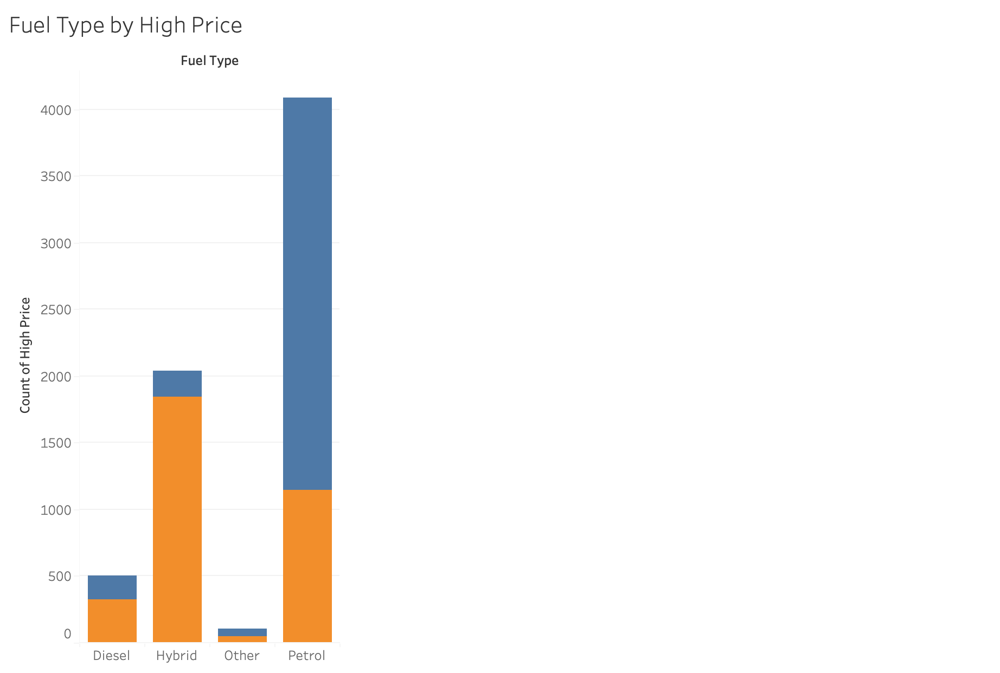 Fuel Type by High Price
Fuel Type
4000
3500
3000
2500
2000
1500
1000
500
0
Count of High Price
Diesel Hybrid Other Petrol